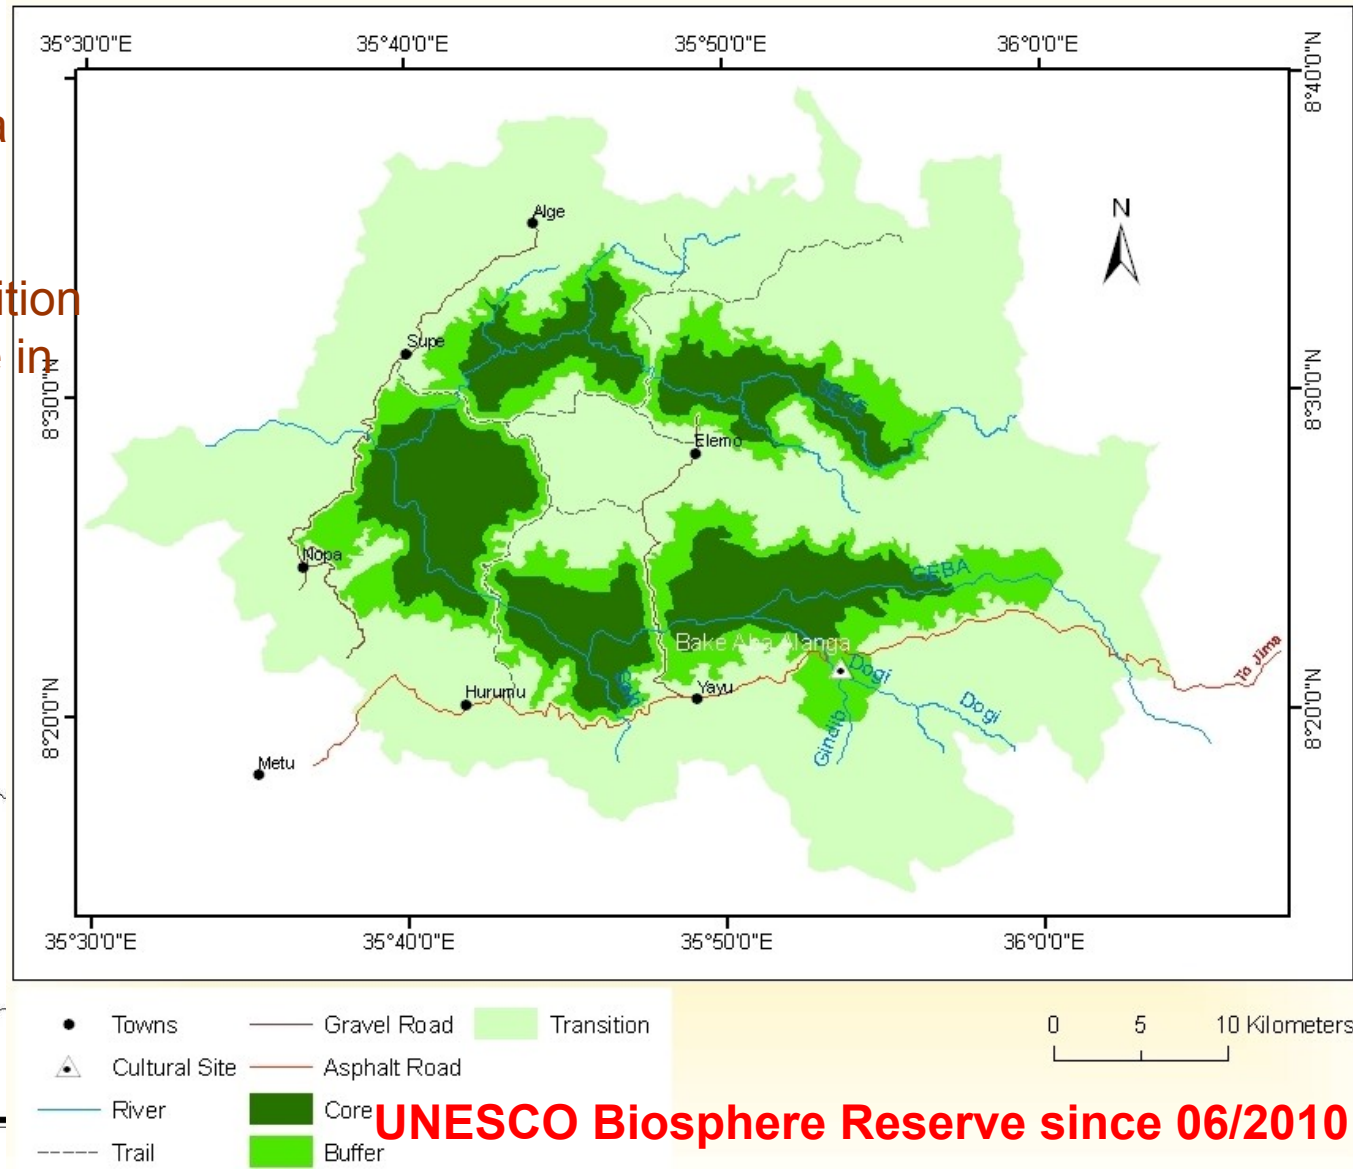 35°30'0"E 35°40'0"E 35°50'0"E 36°0'0"E
8°40'0"N
a
N
Alge
ition
Supe
e in
8°30'0"N
8°30'0"N
SESE
Elemo
Nopa
GEBA
Bake Aba Alanga
To Jima
Dogi
Yayu
Hurumu
Dogi
8°20'0"N
8°20'0"N
Metu
35°30'0"E 35°40'0"E 35°50'0"E 36°0'0"E
Towns Gravel Road Transition
0 5 10 Kilometers
Cultural Site Asphalt Road
River Core
UNESCO Biosphere Reserve since 06/2010
Trail Buffer